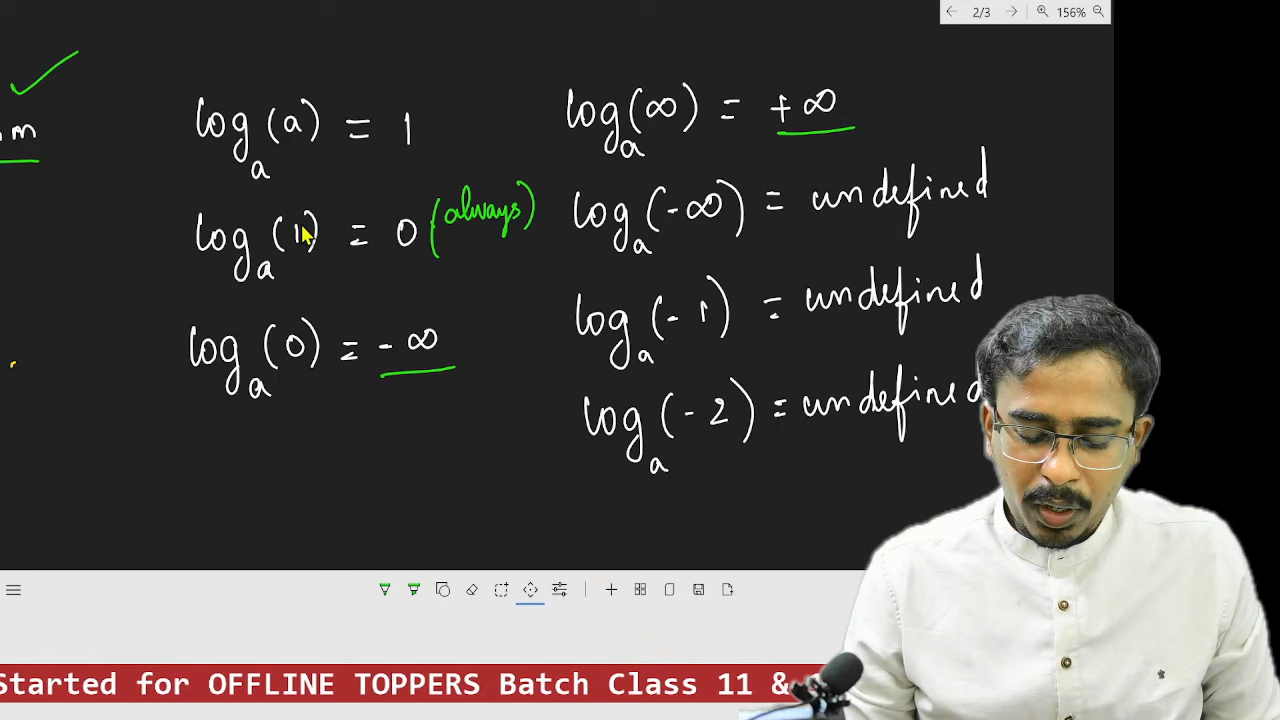 2/3
156%
m
log_a(a) = 1
log_a(1) = 0 (always)
log_a(0) = -∞
log_a(∞) = +∞
log_a(-∞) = undefined
log_a(-1) = undefined
log_a(-2) = undefined
Started for OFFLINE TOPPERS Batch Class 11 &